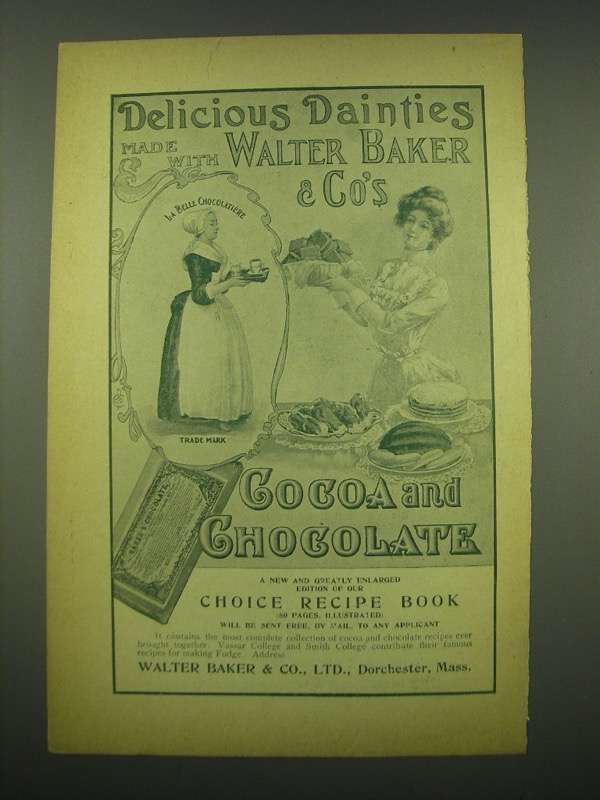 Delicious Dainties
MADE WITH WALTER BAKER
& CO'S
LA BELLE CHOCOLATIÈRE
TRADE MARK
BAKER'S CHOCOLATE
COCOA and
CHOCOLATE
A NEW AND GREATLY ENLARGED
EDITION OF OUR
CHOICE RECIPE BOOK
(80 PAGES, ILLUSTRATED)
WILL BE SENT FREE, BY MAIL, TO ANY APPLICANT
It contains the most complete collection of cocoa and chocolate recipes ever
brought together. Vassar College and Smith College contribute their famous
recipes for making Fudge. Address
WALTER BAKER & CO., LTD., Dorchester, Mass.